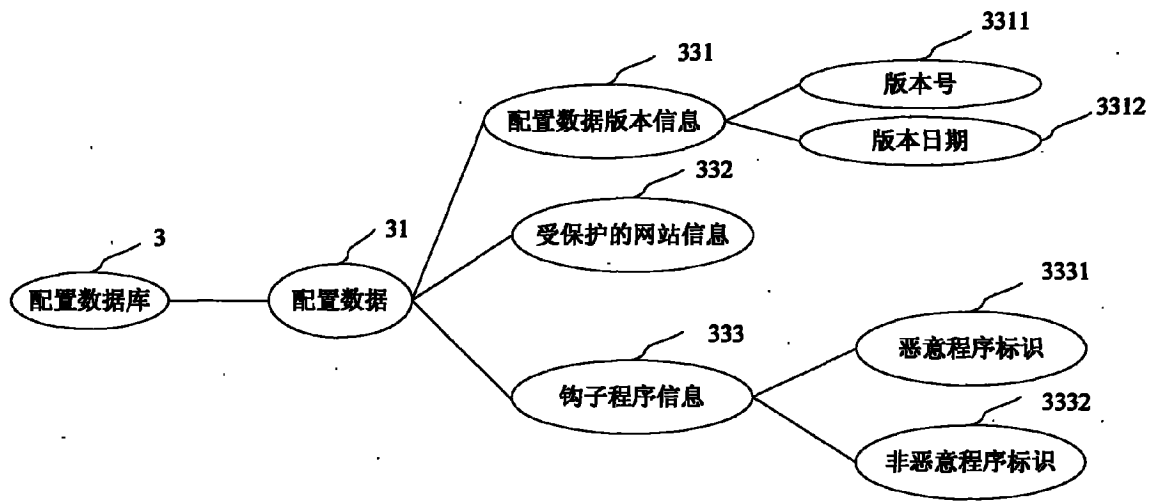 3311
331
版本号
配置数据版本信息
3312
版本日期
332
受保护的网站信息
3
31
配置数据库
配置数据
3331
恶意程序标识
333
钩子程序信息
3332
非恶意程序标识